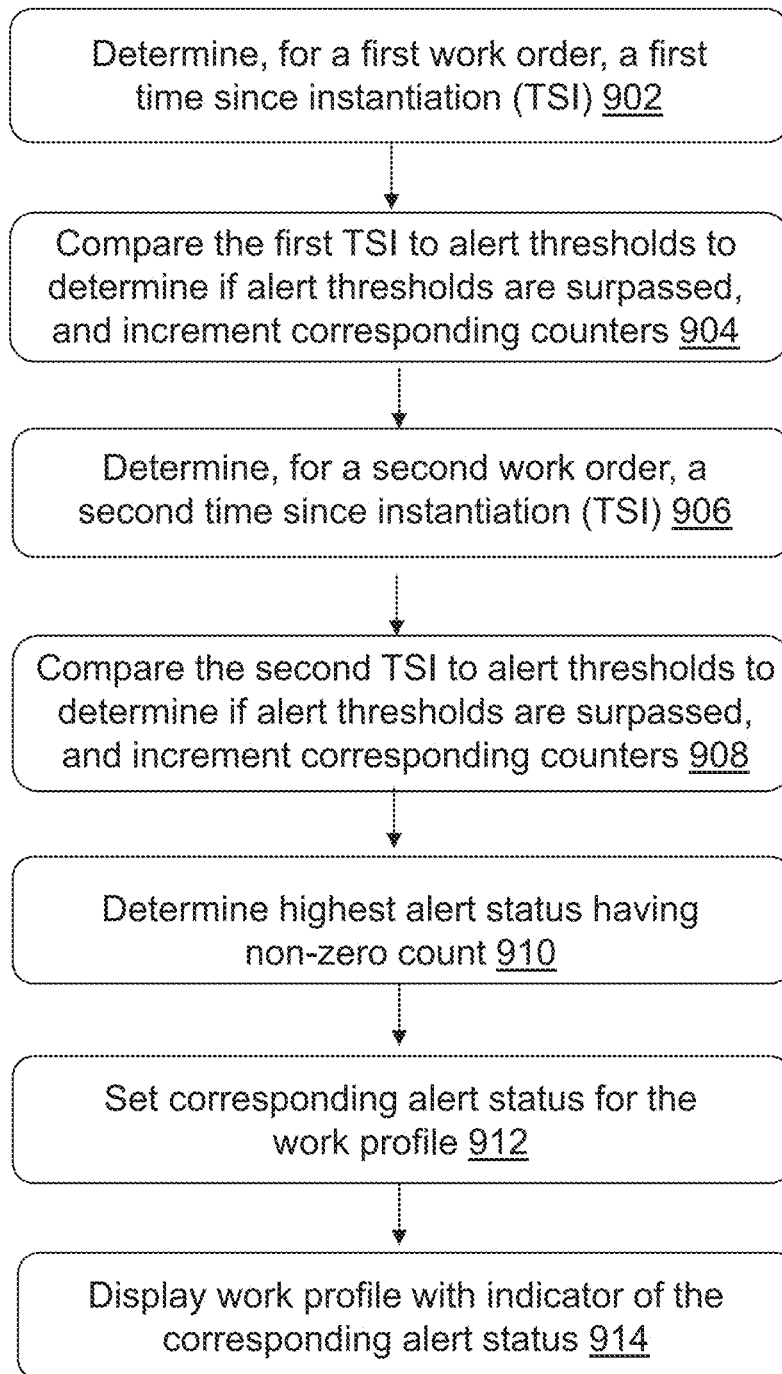 Determine, for a first work order, a first
time since instantiation (TSI) 902
Compare the first TSI to alert thresholds to
determine if alert thresholds are surpassed,
and increment corresponding counters 904
Determine, for a second work order, a
second time since instantiation (TSI) 906
Compare the second TSI to alert thresholds to
determine if alert thresholds are surpassed,
and increment corresponding counters 908
Determine highest alert status having
non-zero count 910
Set corresponding alert status for the
work profile 912
Display work profile with indicator of the
corresponding alert status 914